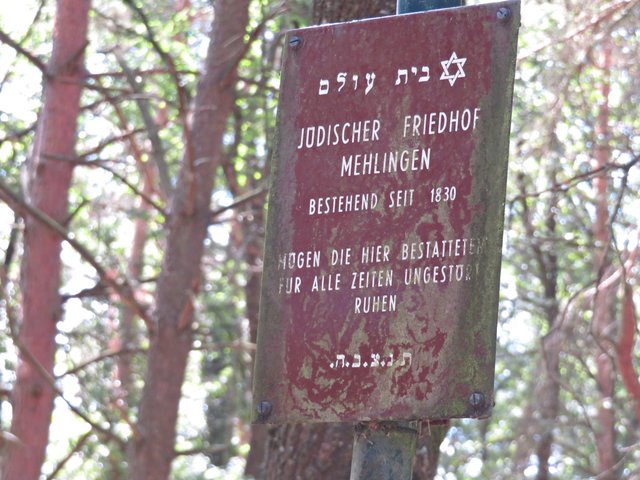 בית עולם
JÜDISCHER FRIEDHOF
MEHLINGEN
BESTEHEND SEIT 1830
MÖGEN DIE HIER BESTATTETEN
FÜR ALLE ZEITEN UNGESTÖRT
RUHEN
ת.נ.צ.ב.ה.